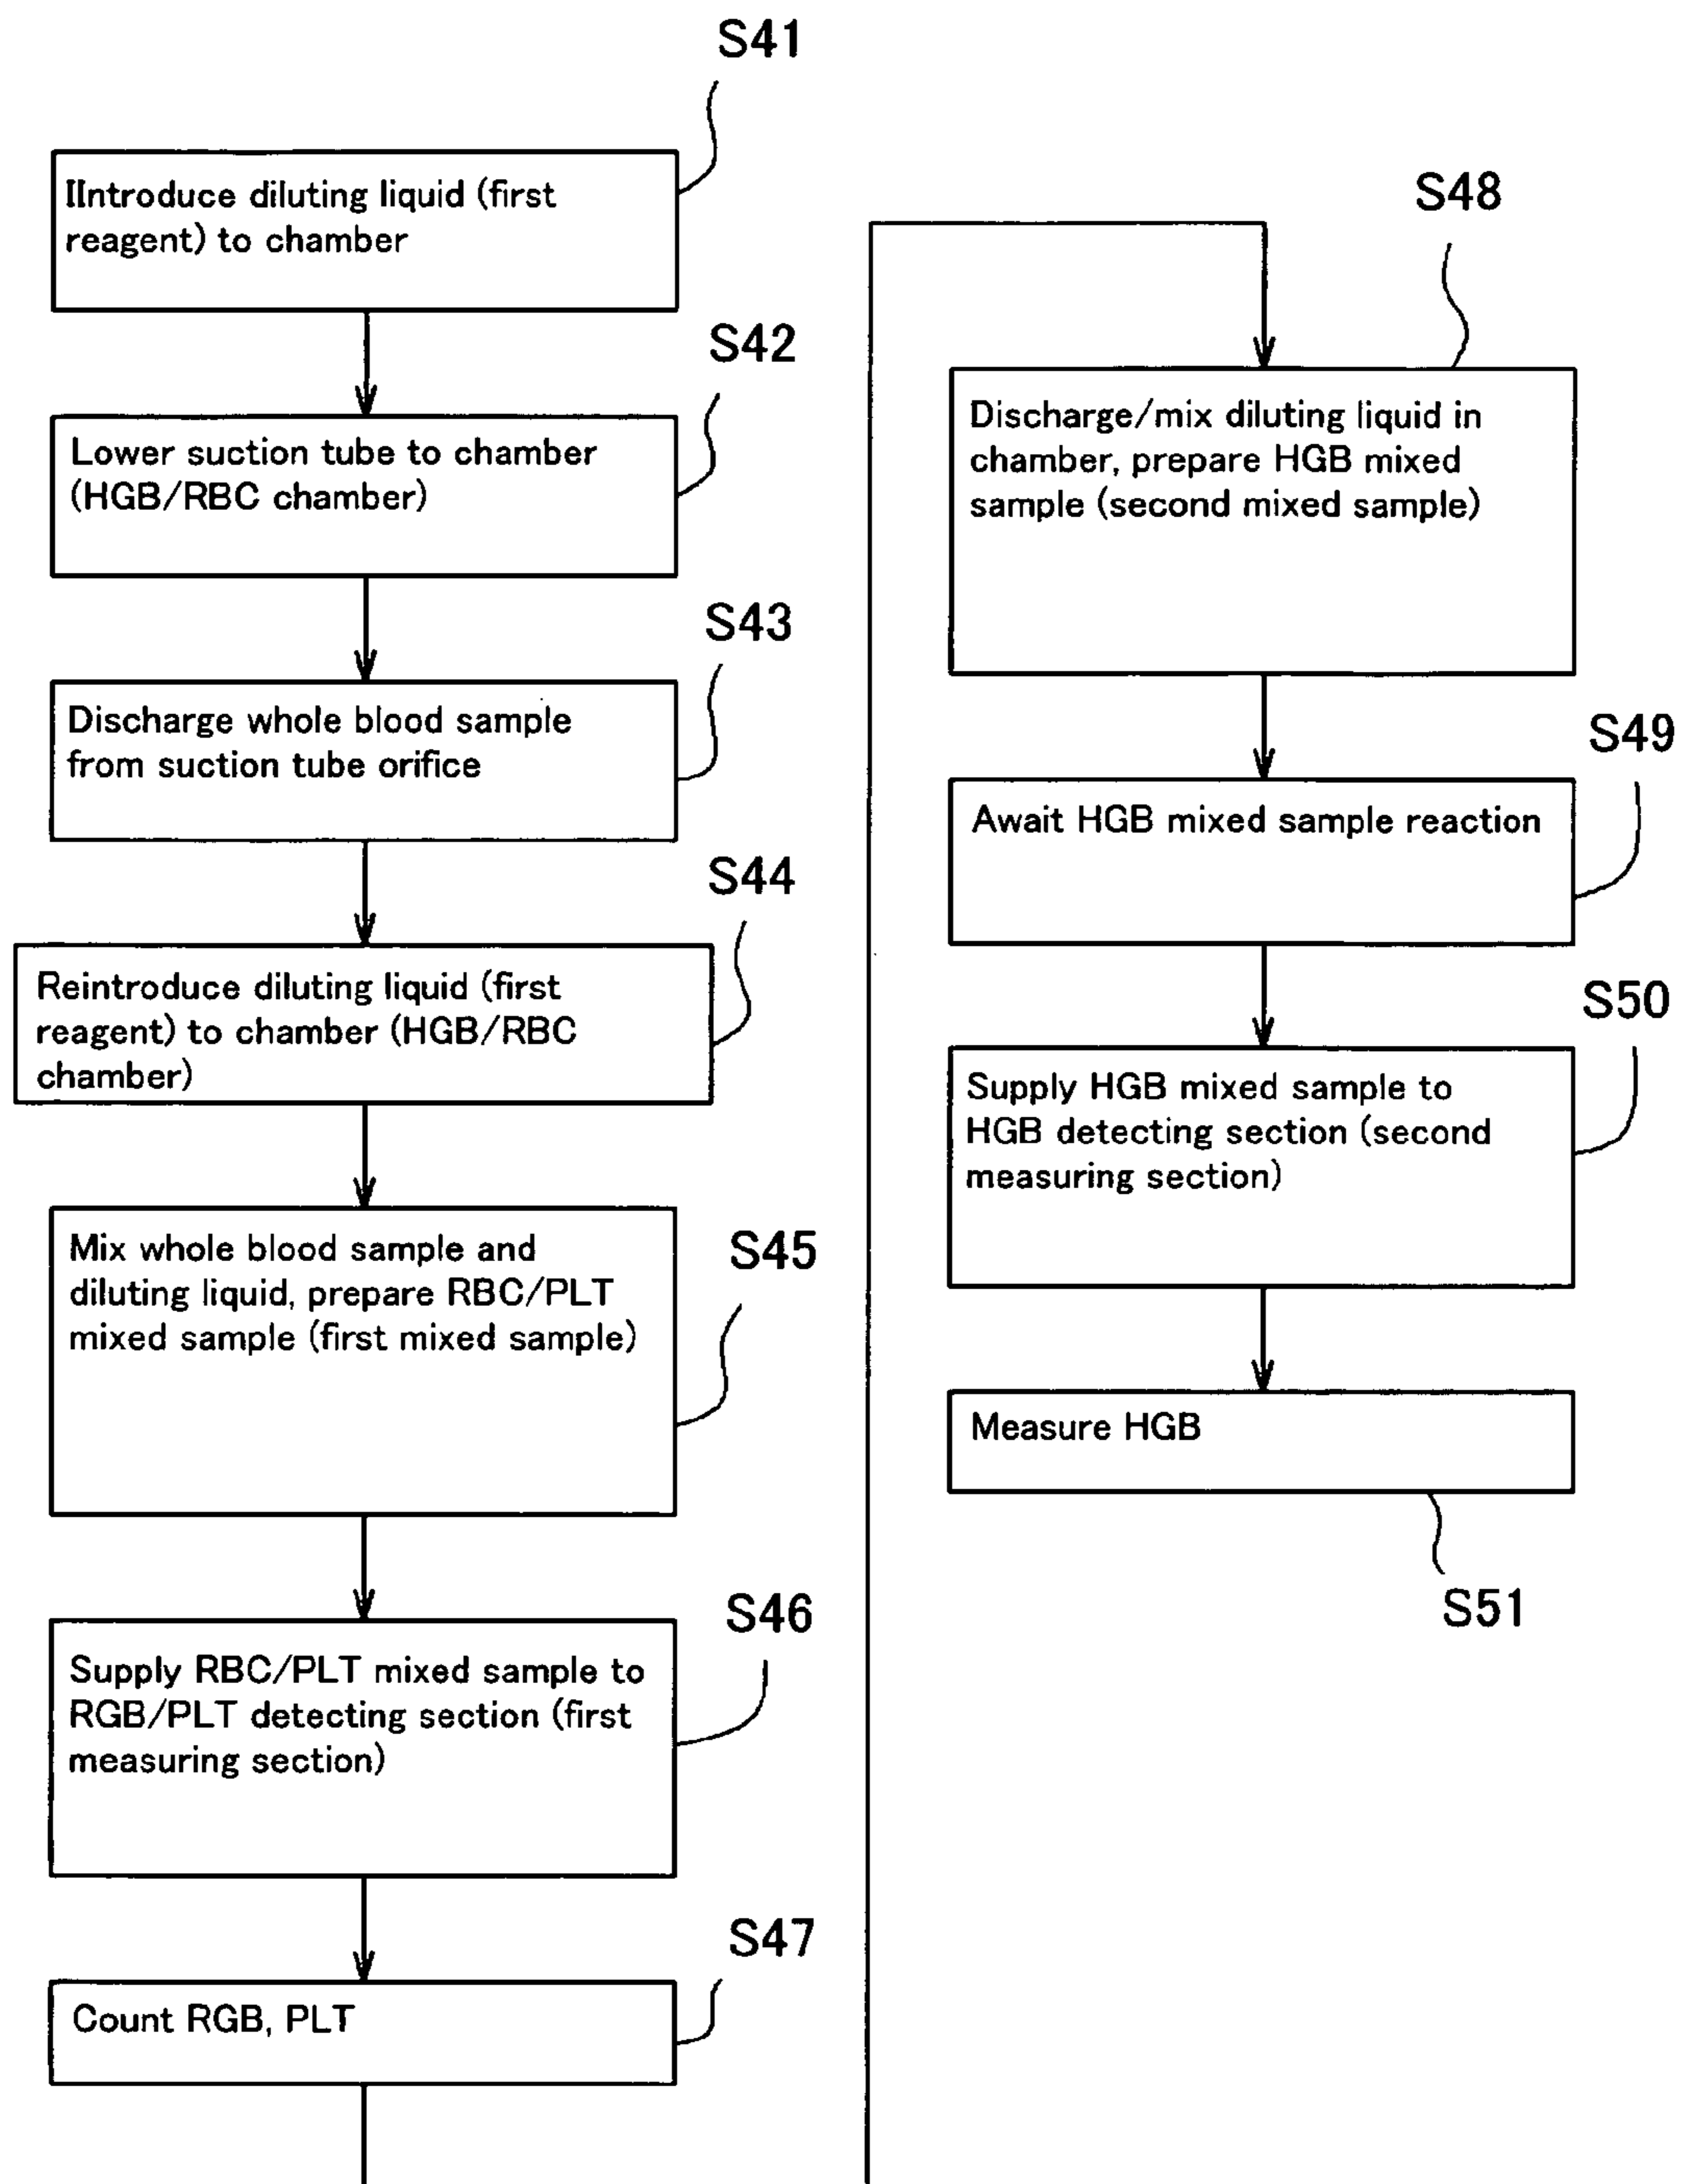 S41
IIntroduce diluting liquid (first
reagent) to chamber
S42
Lower suction tube to chamber
(HGB/RBC chamber)
S43
Discharge whole blood sample
from suction tube orifice
S44
Reintroduce diluting liquid (first
reagent) to chamber (HGB/RBC
chamber)
S45
Mix whole blood sample and
diluting liquid, prepare RBC/PLT
mixed sample (first mixed sample)
S46
Supply RBC/PLT mixed sample to
RGB/PLT detecting section (first
measuring section)
S47
Count RGB, PLT
S48
Discharge/mix diluting liquid in
chamber, prepare HGB mixed
sample (second mixed sample)
S49
Await HGB mixed sample reaction
S50
Supply HGB mixed sample to
HGB detecting section (second
measuring section)
Measure HGB
S51